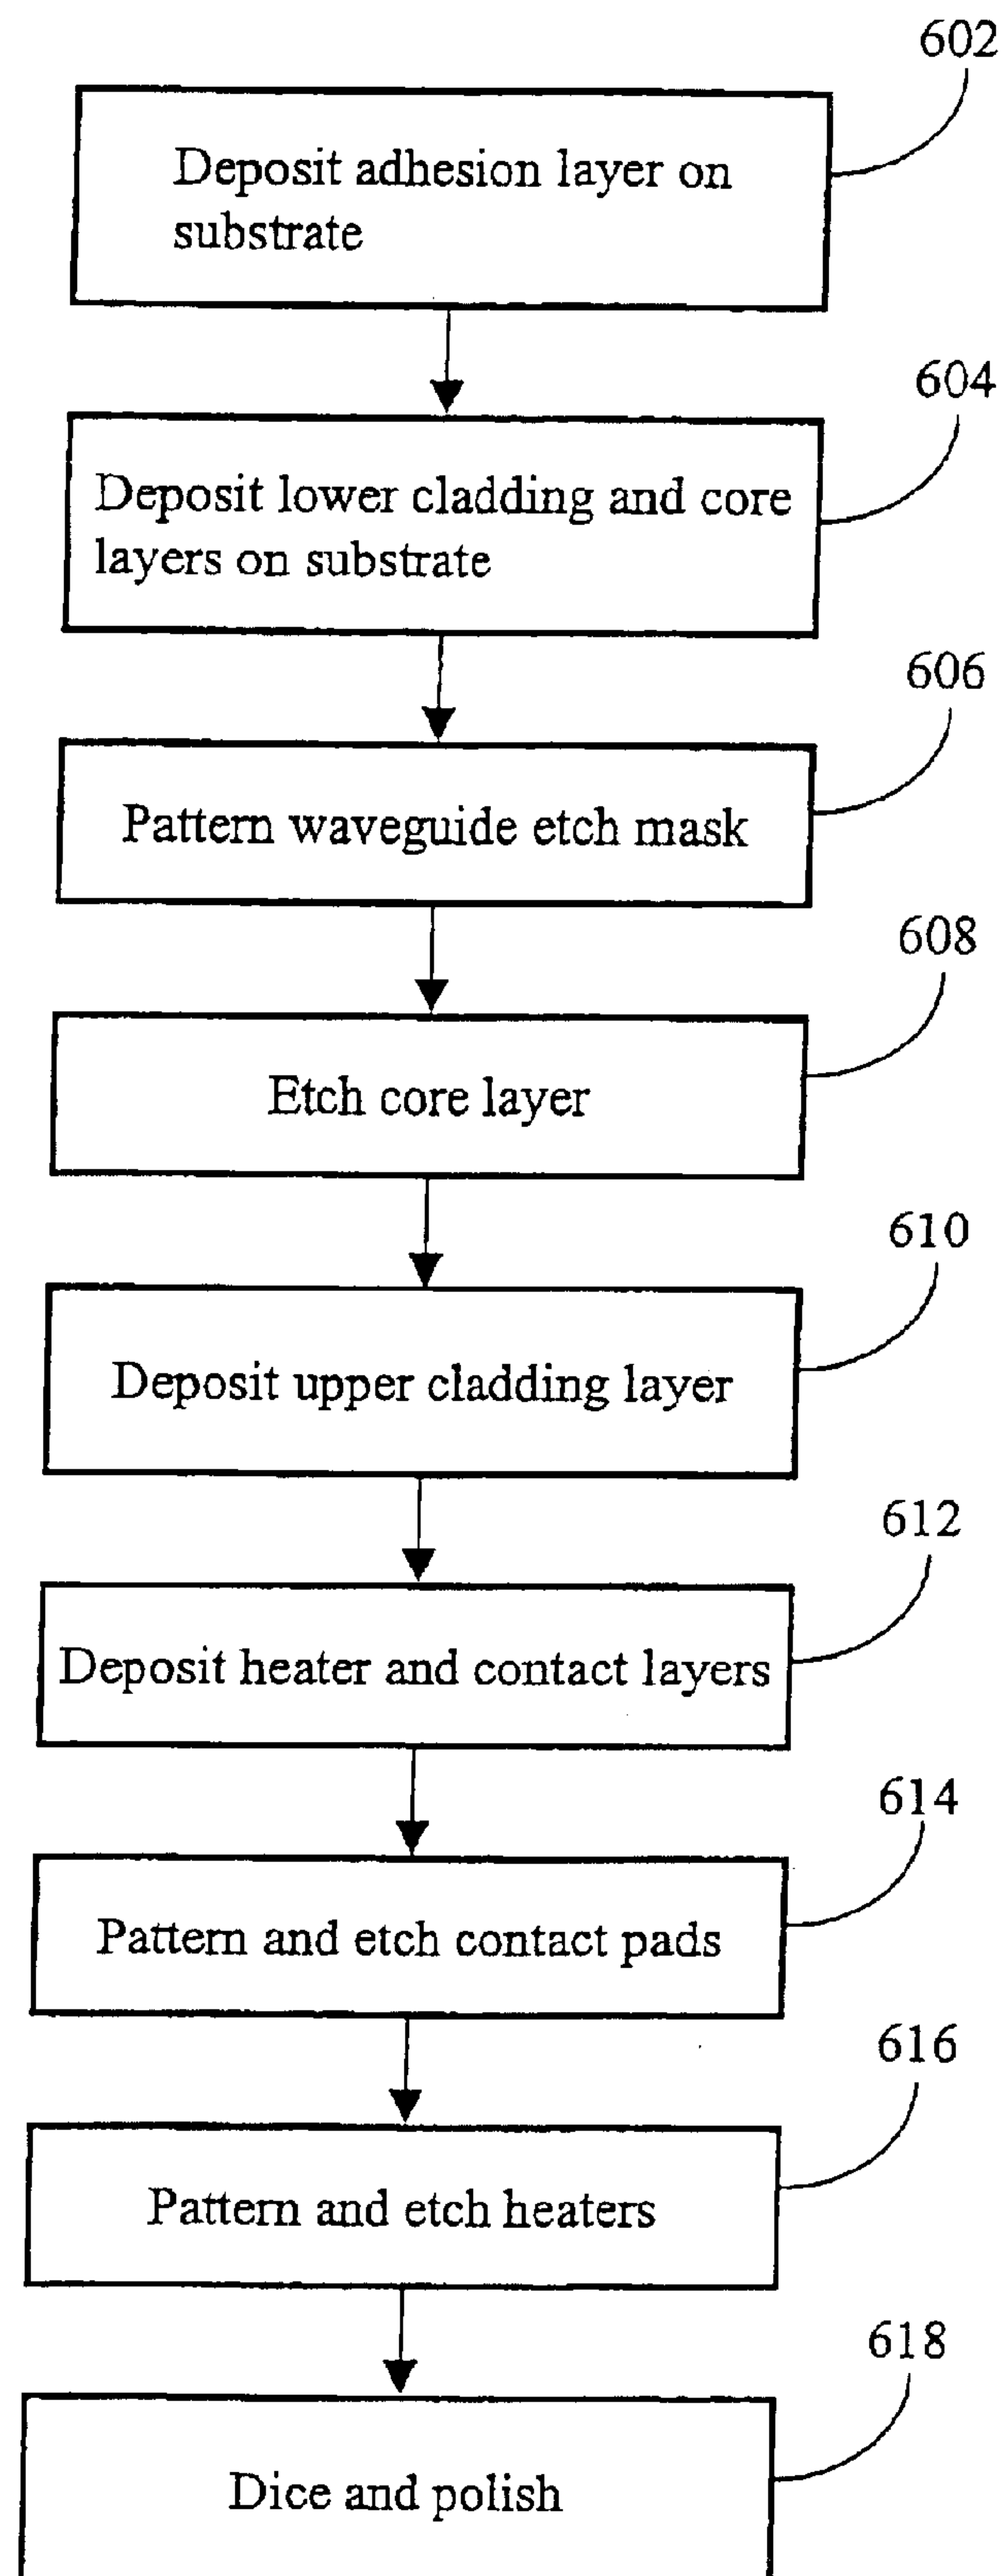 602
Deposit adhesion layer on
substrate
604
Deposit lower cladding and core
layers on substrate
606
Pattern waveguide etch mask
608
Etch core layer
610
Deposit upper cladding layer
612
Deposit heater and contact layers
614
Pattern and etch contact pads
616
Pattern and etch heaters
618
Dice and polish